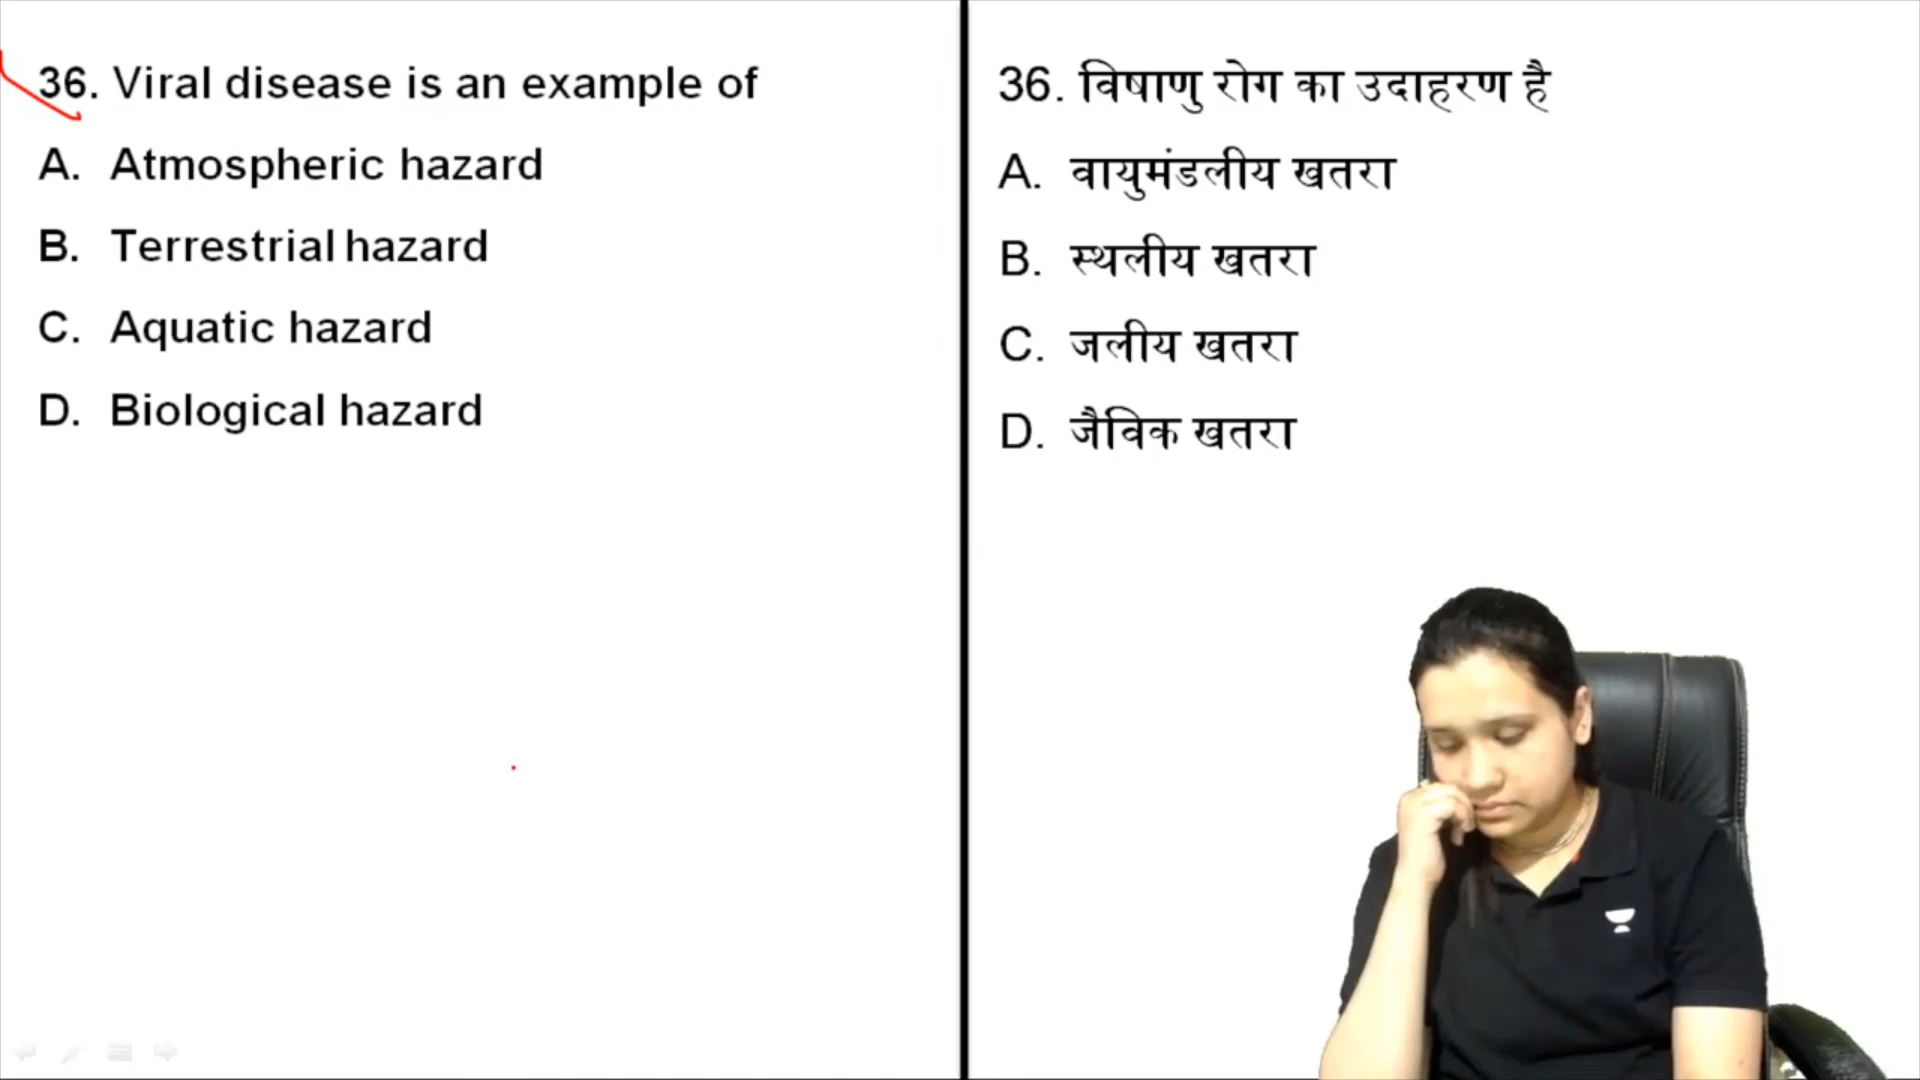 36. Viral disease is an example of
A. Atmospheric hazard
B. Terrestrial hazard
C. Aquatic hazard
D. Biological hazard
36. विषाणु रोग का उदाहरण है
A. वायुमंडलीय खतरा
B. स्थलीय खतरा
C. जलीय खतरा
D. जैविक खतरा